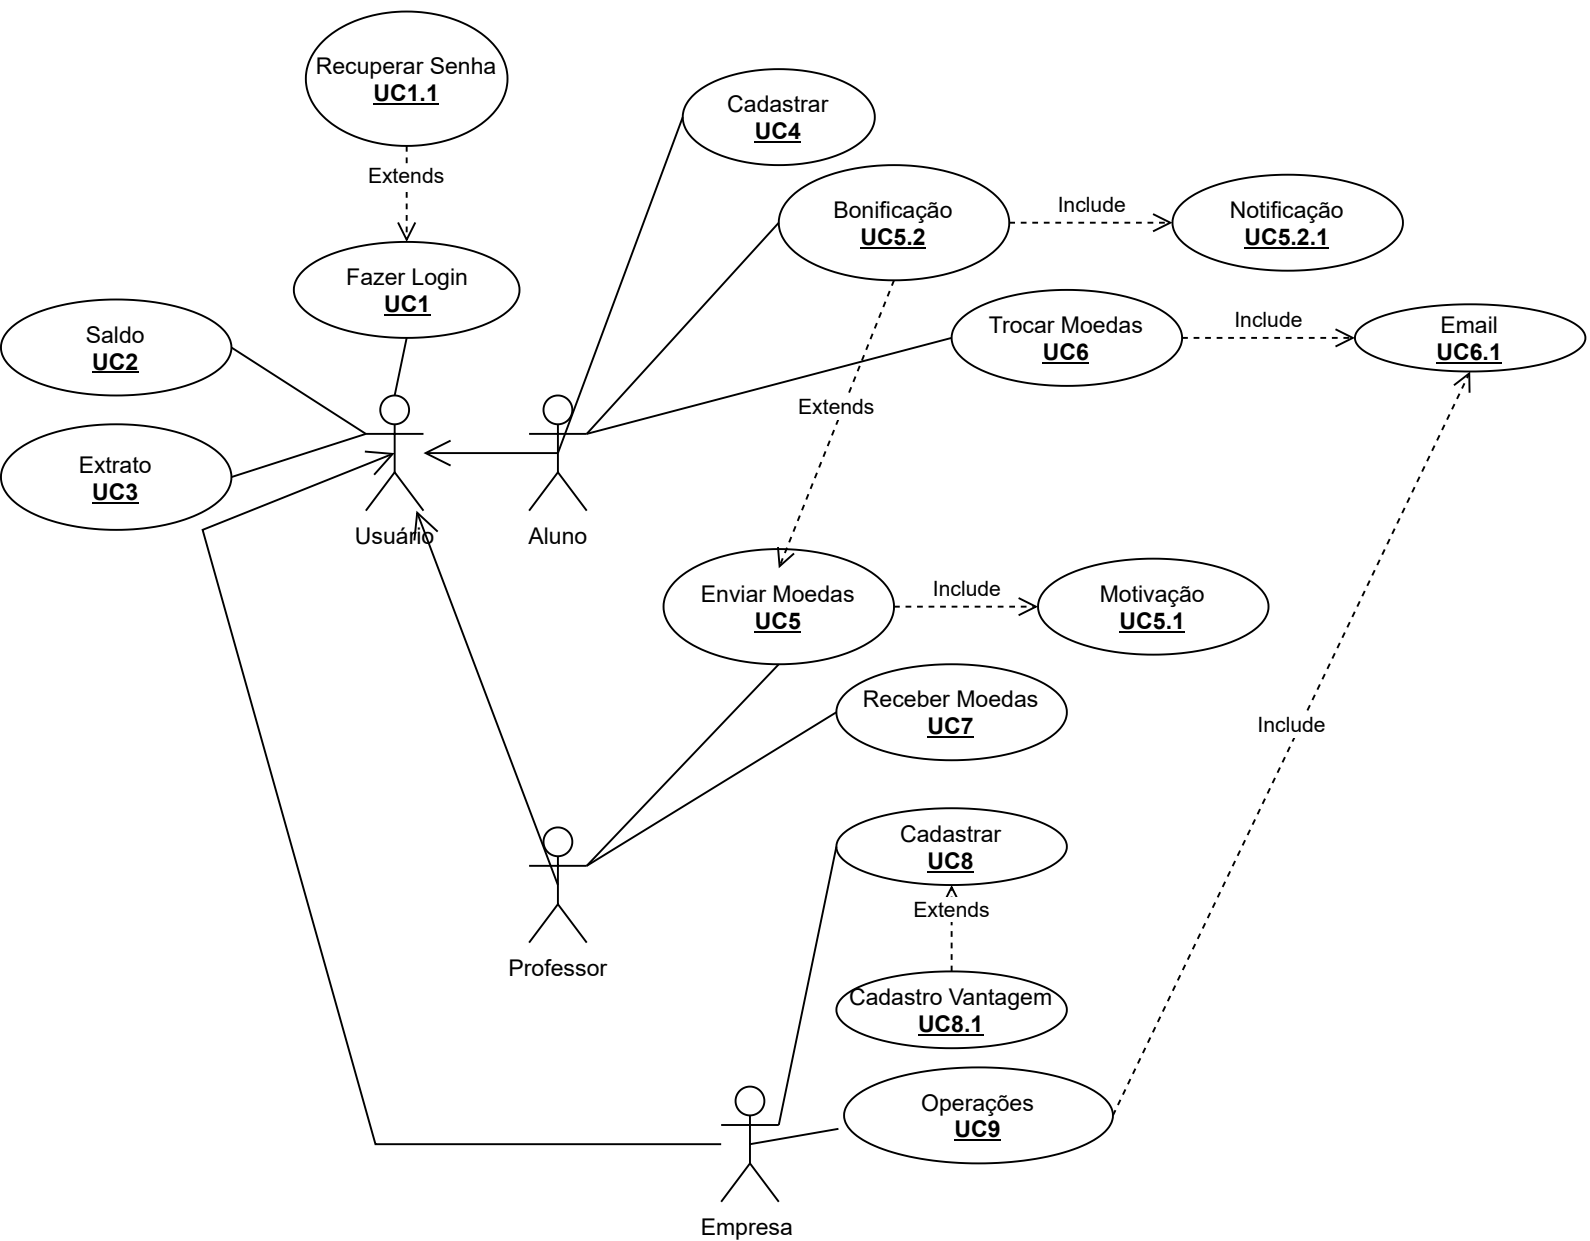 Recuperar Senha
UC1.1
Extends
Fazer Login
UC1
Saldo
UC2
Extrato
UC3
Usuário
Aluno
Cadastrar
UC4
Bonificação
UC5.2
Include
Notificação
UC5.2.1
Trocar Moedas
UC6
Include
Email
UC6.1
Extends
Enviar Moedas
UC5
Include
Motivação
UC5.1
Receber Moedas
UC7
Include
Professor
Cadastrar
UC8
Extends
Cadastro Vantagem
UC8.1
Operações
UC9
Empresa